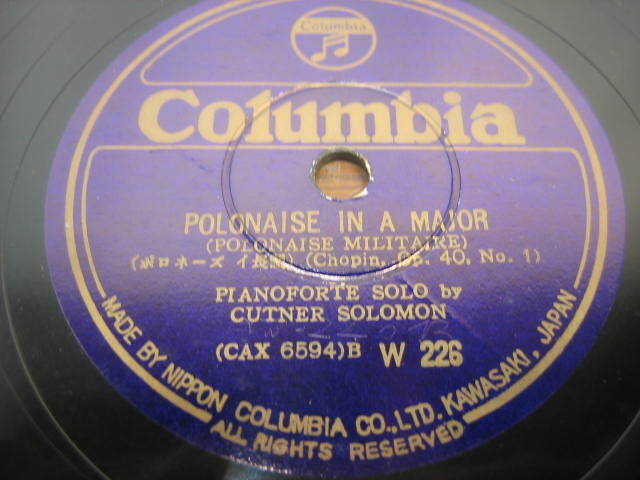 Columbia
Columbia
POLONAISE IN A MAJOR
(POLONAISE MILITAIRE)
(ポロネーズ イ長調) (Chopin, Op. 40, No. 1)
PIANOFORTE SOLO by
CUTNER SOLOMON
(CAX 6594)B W 226
MADE BY NIPPON COLUMBIA CO.,LTD. KAWASAKI, JAPAN
ALL RIGHTS RESERVED